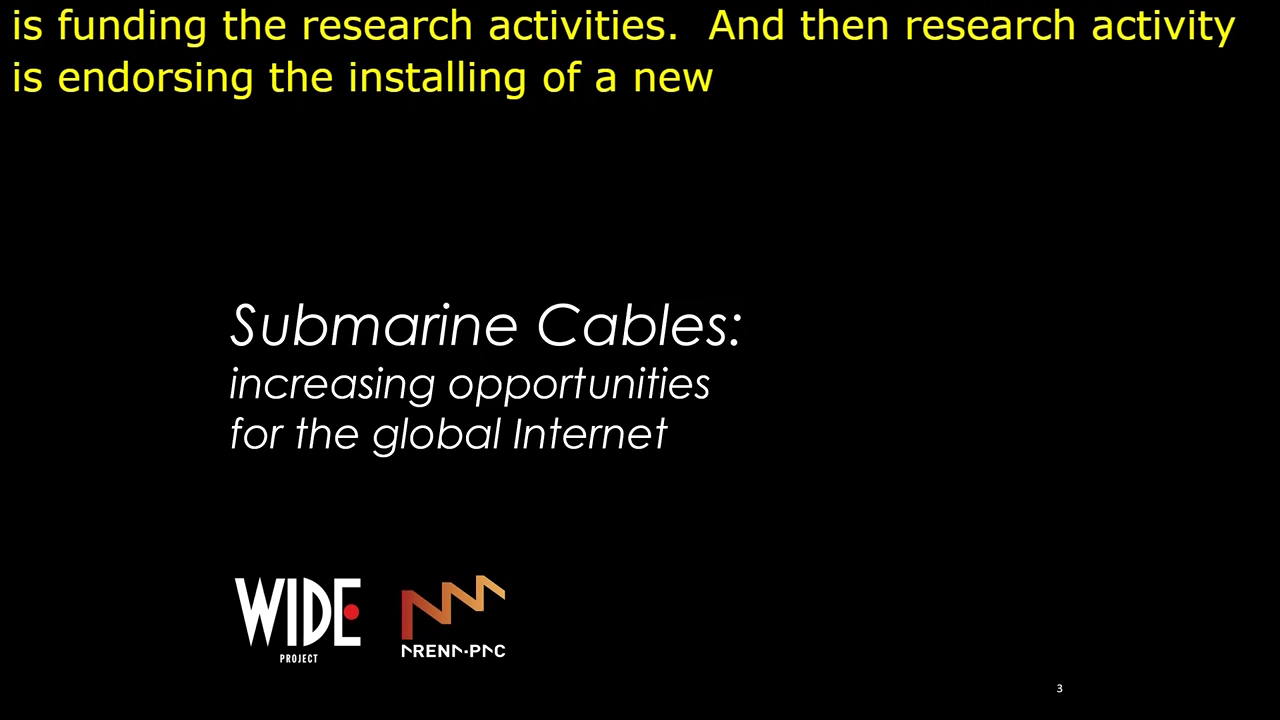 is funding the research activities.  And then research activity
is endorsing the installing of a new
Submarine Cables:
increasing opportunities
for the global Internet
WIDE
PROJECT
ARENA-PAC
3